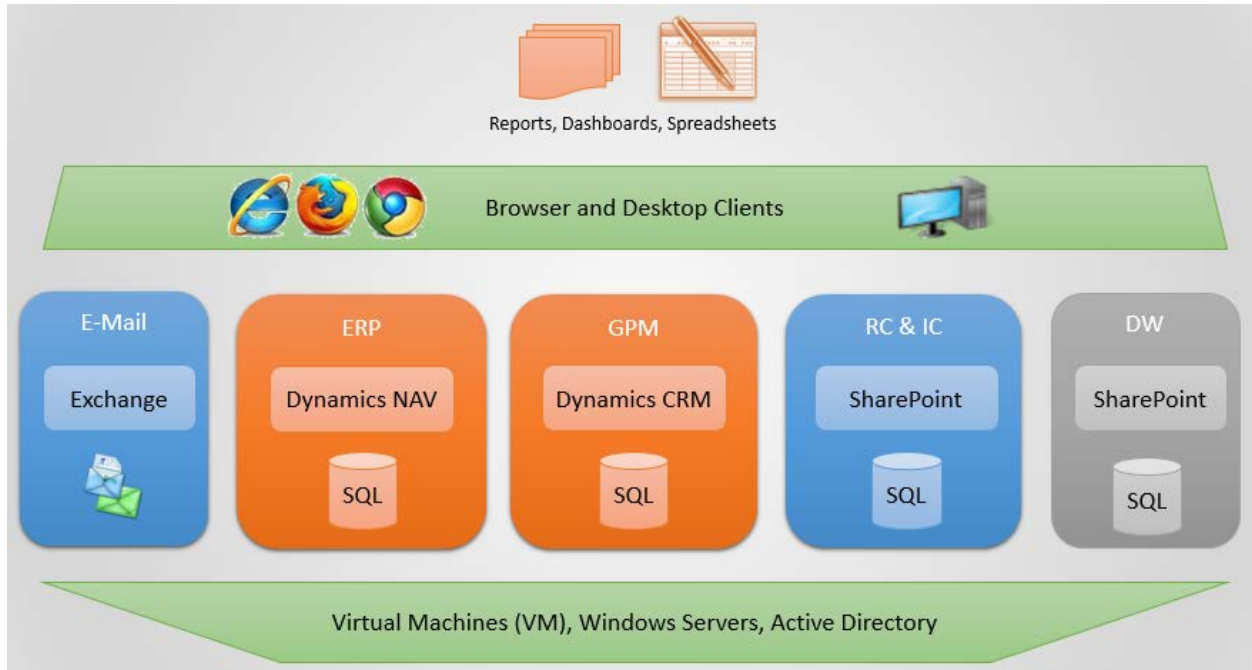 Reports, Dashboards, Spreadsheets
Browser and Desktop Clients
E-Mail
Exchange
ERP
Dynamics NAV
SQL
GPM
Dynamics CRM
SQL
RC & IC
SharePoint
SQL
DW
SharePoint
SQL
Virtual Machines (VM), Windows Servers, Active Directory